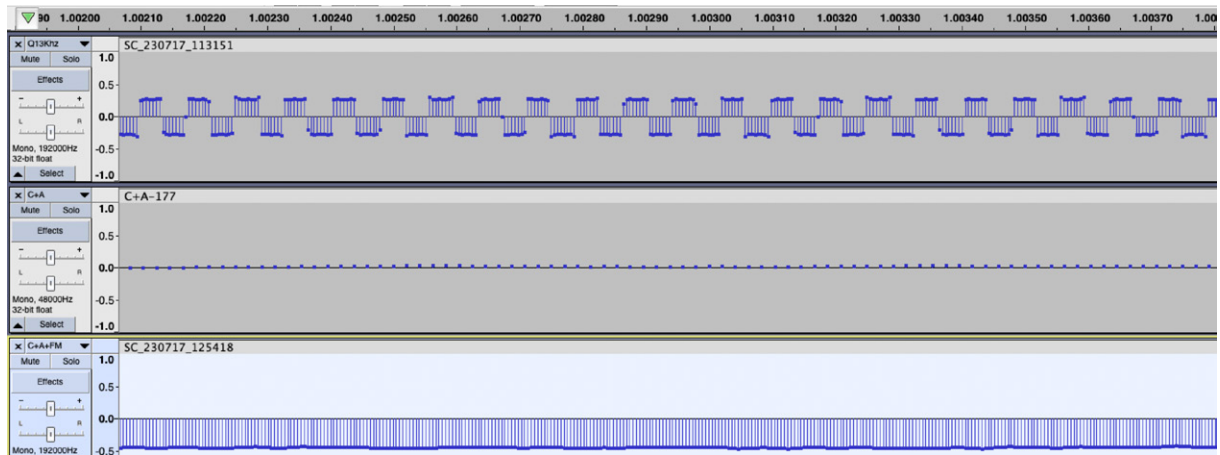 90 1.00200 1.00210 1.00220 1.00230 1.00240 1.00250 1.00260 1.00270 1.00280 1.00290 1.00300 1.00310 1.00320 1.00330 1.00340 1.00350 1.00360 1.00370 1.00
× Q13Khz SC_230717_113151
Mute Solo 1.0
Effects 0.5
- +
L R 0.0
Mono, 192000Hz -0.5
32-bit float
Select -1.0
× C+A C+A-177
Mute Solo 1.0
Effects 0.5
- +
L R 0.0
Mono, 48000Hz -0.5
32-bit float
Select -1.0
× C+A+FM SC_230717_125418
Mute Solo 1.0
Effects 0.5
- +
L R 0.0
Mono, 192000Hz -0.5